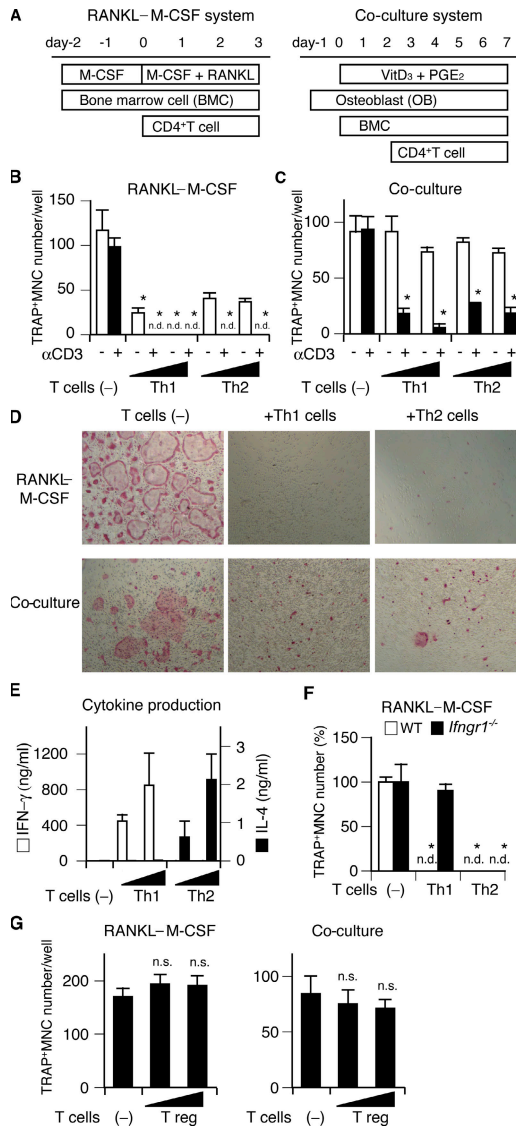 A
RANKL–M-CSF system
Co-culture system
day-2 -1 0 1 2 3
day-1 0 1 2 3 4 5 6 7
M-CSF M-CSF + RANKL
VitD3 + PGE2
Bone marrow cell (BMC)
Osteoblast (OB)
CD4+T cell
BMC
CD4+T cell
B
RANKL–M-CSF
TRAP+MNC number/well
150
100
50
0
* * * * * *
n.d. n.d. n.d. n.d. n.d.
αCD3 - + - + - + - + - +
T cells (–) Th1 Th2
C
Co-culture
TRAP+MNC number/well
100
50
0
* * * *
αCD3 - + - + - + - + - +
T cells (–) Th1 Th2
D
T cells (–) +Th1 cells +Th2 cells
RANKL–
M-CSF
Co-culture
E
Cytokine production
IFN–γ (ng/ml)
1200
800
400
0
3
2
1
0
IL-4 (ng/ml)
T cells (–) Th1 Th2
F
RANKL–M-CSF
WT Ifngr1-/-
TRAP+MNC number (%)
150
100
50
0
* * *
n.d. n.d. n.d.
T cells (–) Th1 Th2
G
RANKL–M-CSF
TRAP+MNC number/well
200
100
0
n.s. n.s.
T cells (–) T reg
Co-culture
100
50
0
n.s. n.s.
T cells (–) T reg